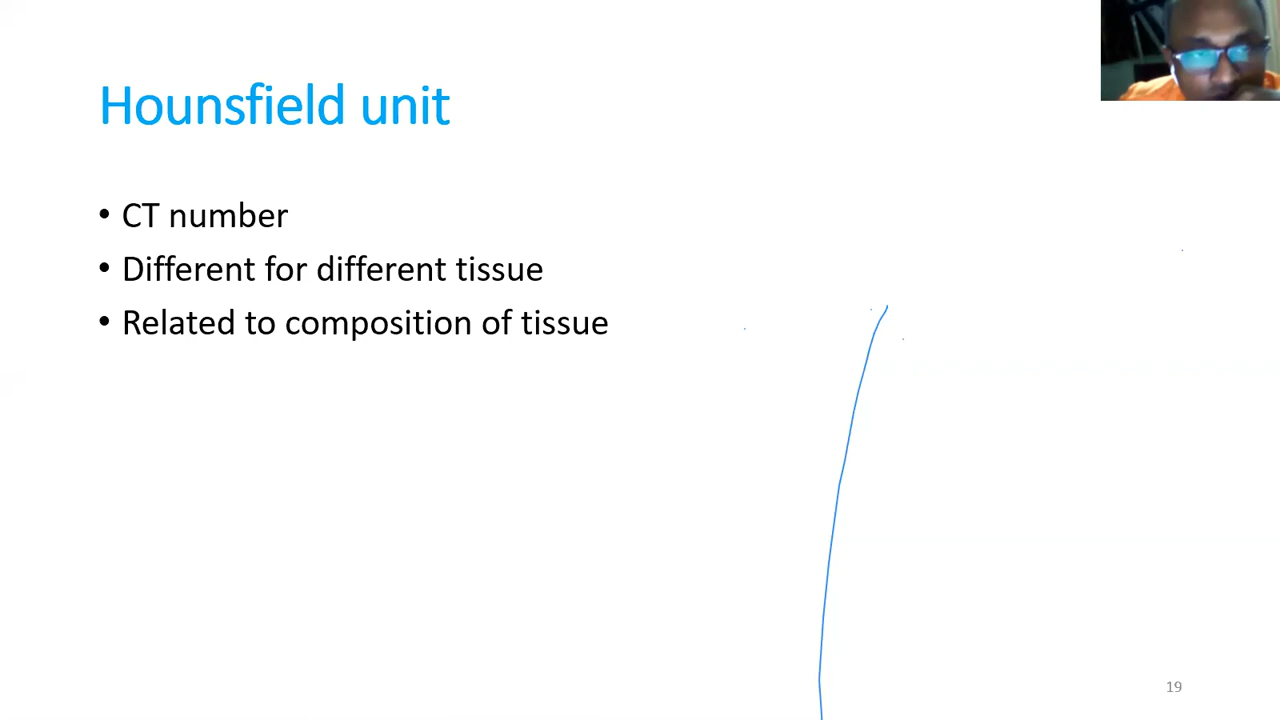 Hounsfield unit
• CT number
• Different for different tissue
• Related to composition of tissue
19